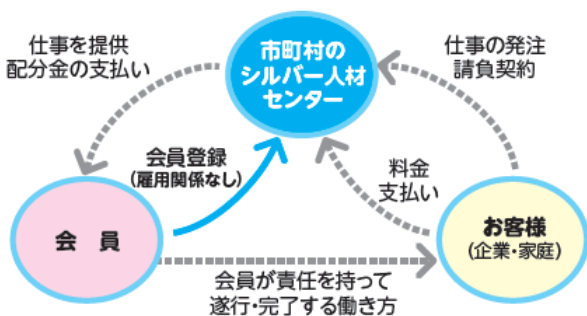 仕事を提供
配分金の支払い
市町村の
シルバー人材
センター
仕事の発注
請負契約
会員登録
(雇用関係なし)
料金
支払い
会　員
お客様
(企業・家庭)
会員が責任を持って
遂行・完了する働き方